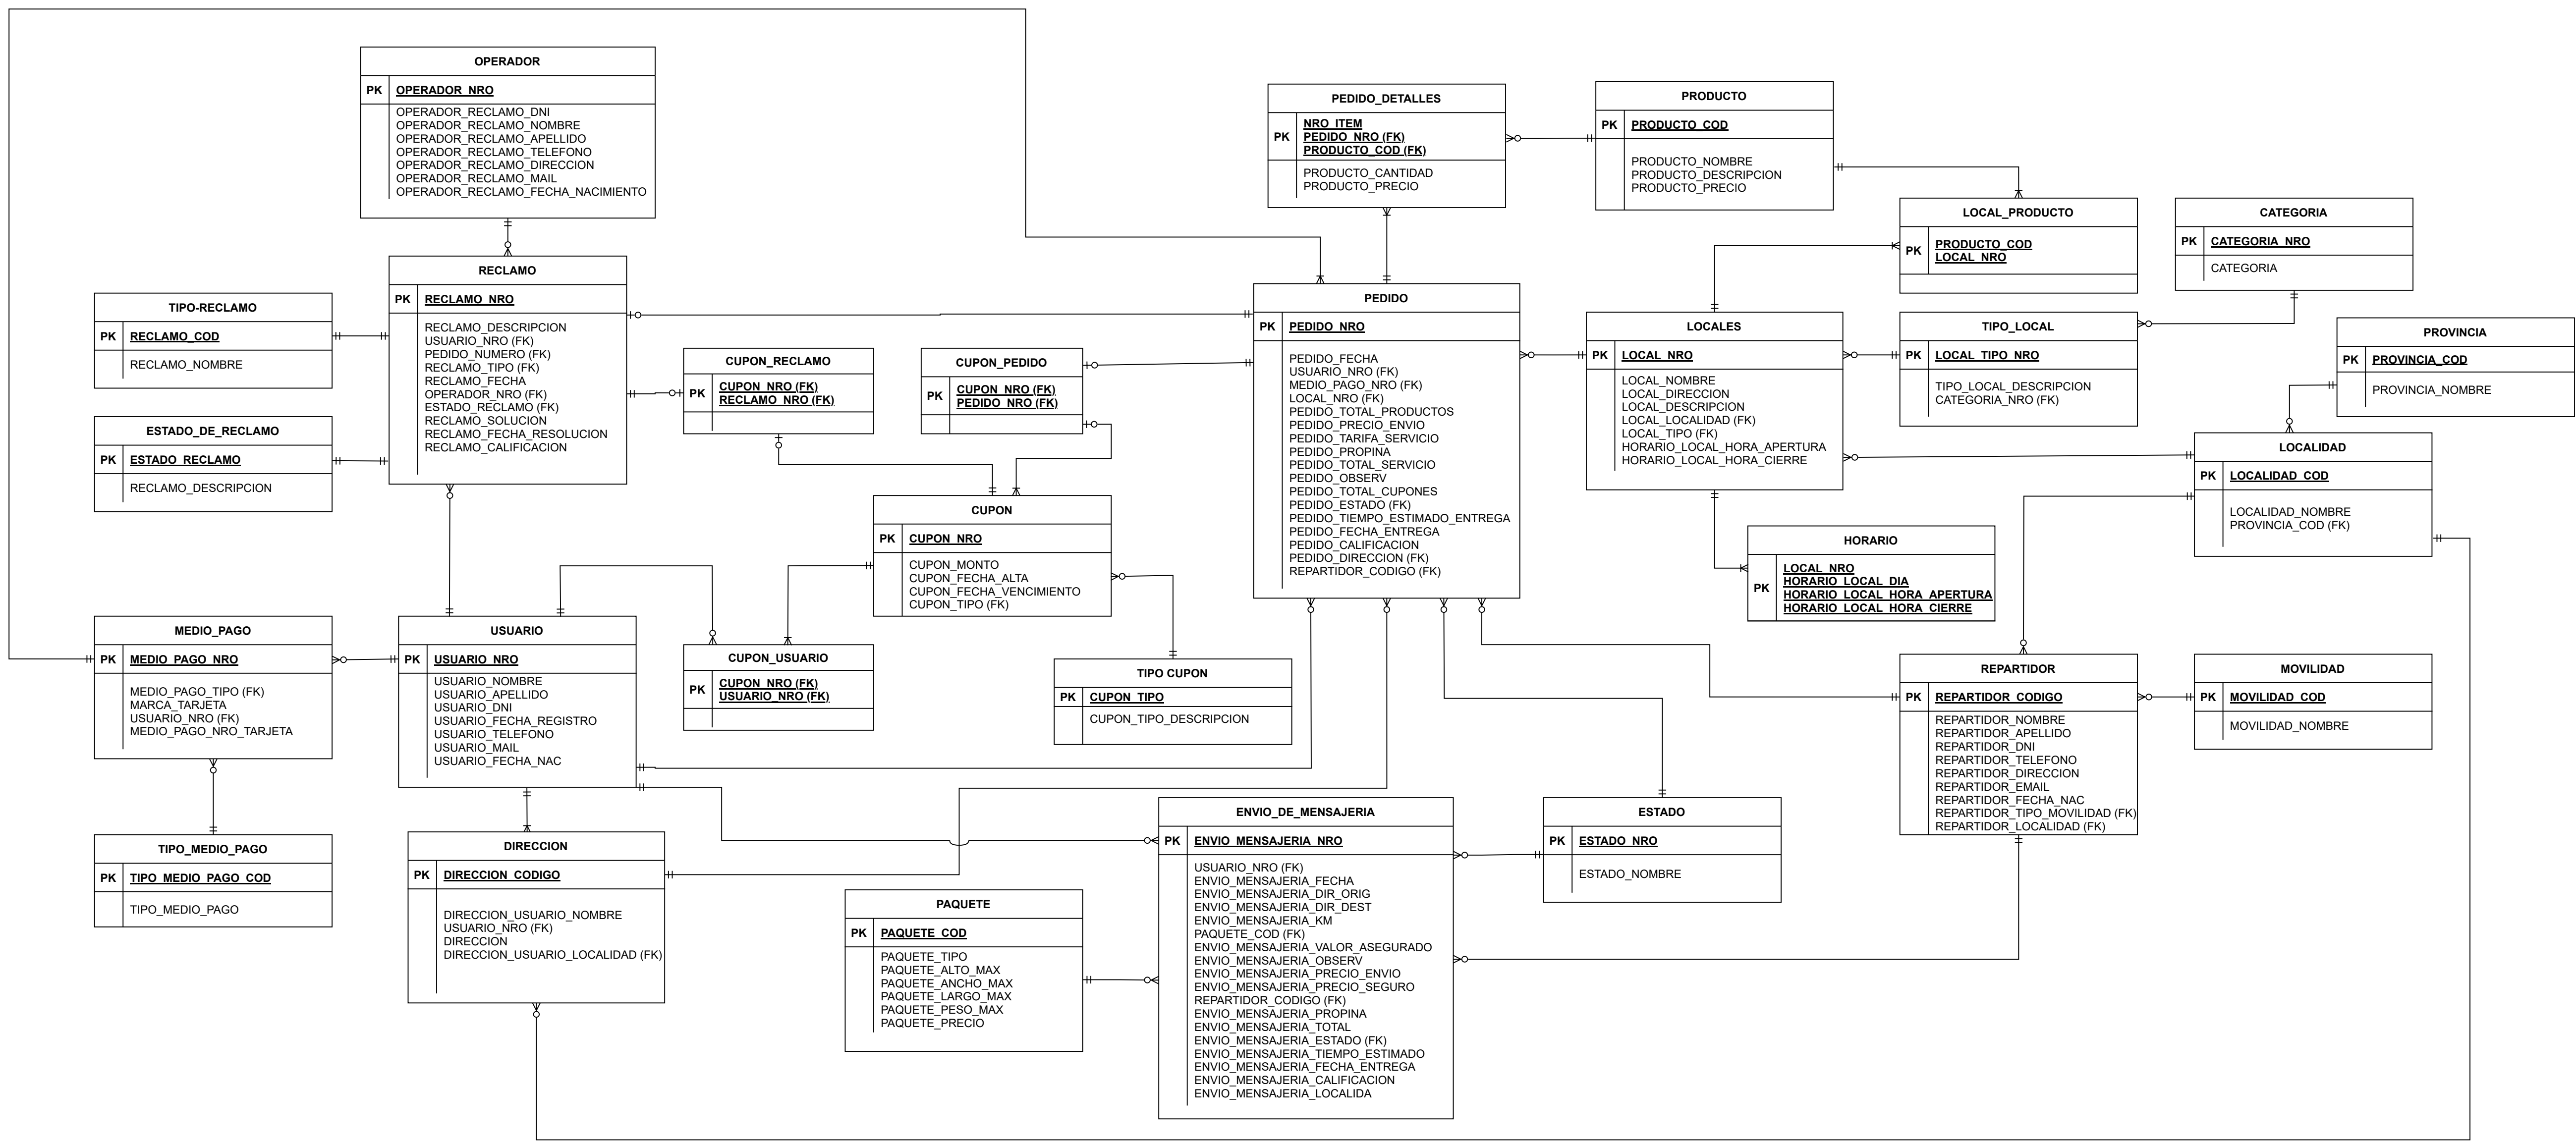 OPERADOR
PK OPERADOR_NRO
OPERADOR_RECLAMO_DNI
OPERADOR_RECLAMO_NOMBRE
OPERADOR_RECLAMO_APELLIDO
OPERADOR_RECLAMO_TELEFONO
OPERADOR_RECLAMO_DIRECCION
OPERADOR_RECLAMO_MAIL
OPERADOR_RECLAMO_FECHA_NACIMIENTO
PEDIDO_DETALLES
NRO_ITEM
PK PEDIDO_NRO (FK)
PRODUCTO_COD (FK)
PRODUCTO_CANTIDAD
PRODUCTO_PRECIO
PRODUCTO
PK PRODUCTO_COD
PRODUCTO_NOMBRE
PRODUCTO_DESCRIPCION
PRODUCTO_PRECIO
LOCAL_PRODUCTO
PK PRODUCTO_COD
LOCAL_NRO
CATEGORIA
PK CATEGORIA_NRO
CATEGORIA
RECLAMO
PK RECLAMO_NRO
RECLAMO_DESCRIPCION
USUARIO_NRO (FK)
PEDIDO_NUMERO (FK)
RECLAMO_TIPO (FK)
RECLAMO_FECHA
OPERADOR_NRO (FK)
ESTADO_RECLAMO (FK)
RECLAMO_SOLUCION
RECLAMO_FECHA_RESOLUCION
RECLAMO_CALIFICACION
TIPO-RECLAMO
PK RECLAMO_COD
RECLAMO_NOMBRE
ESTADO_DE_RECLAMO
PK ESTADO_RECLAMO
RECLAMO_DESCRIPCION
CUPON_RECLAMO
PK CUPON_NRO (FK)
RECLAMO_NRO (FK)
CUPON_PEDIDO
PK CUPON_NRO (FK)
PEDIDO_NRO (FK)
PEDIDO
PK PEDIDO_NRO
PEDIDO_FECHA
USUARIO_NRO (FK)
MEDIO_PAGO_NRO (FK)
LOCAL_NRO (FK)
PEDIDO_TOTAL_PRODUCTOS
PEDIDO_PRECIO_ENVIO
PEDIDO_TARIFA_SERVICIO
PEDIDO_PROPINA
PEDIDO_TOTAL_SERVICIO
PEDIDO_OBSERV
PEDIDO_TOTAL_CUPONES
PEDIDO_ESTADO (FK)
PEDIDO_TIEMPO_ESTIMADO_ENTREGA
PEDIDO_FECHA_ENTREGA
PEDIDO_CALIFICACION
PEDIDO_DIRECCION (FK)
REPARTIDOR_CODIGO (FK)
LOCALES
PK LOCAL_NRO
LOCAL_NOMBRE
LOCAL_DIRECCION
LOCAL_DESCRIPCION
LOCAL_LOCALIDAD (FK)
LOCAL_TIPO (FK)
HORARIO_LOCAL_HORA_APERTURA
HORARIO_LOCAL_HORA_CIERRE
TIPO_LOCAL
PK LOCAL_TIPO_NRO
TIPO_LOCAL_DESCRIPCION
CATEGORIA_NRO (FK)
PROVINCIA
PK PROVINCIA_COD
PROVINCIA_NOMBRE
LOCALIDAD
PK LOCALIDAD_COD
LOCALIDAD_NOMBRE
PROVINCIA_COD (FK)
CUPON
PK CUPON_NRO
CUPON_MONTO
CUPON_FECHA_ALTA
CUPON_FECHA_VENCIMIENTO
CUPON_TIPO (FK)
HORARIO
LOCAL_NRO
HORARIO_LOCAL_DIA
PK HORARIO_LOCAL_HORA_APERTURA
HORARIO_LOCAL_HORA_CIERRE
MEDIO_PAGO
PK MEDIO_PAGO_NRO
MEDIO_PAGO_TIPO (FK)
MARCA_TARJETA
USUARIO_NRO (FK)
MEDIO_PAGO_NRO_TARJETA
USUARIO
PK USUARIO_NRO
USUARIO_NOMBRE
USUARIO_APELLIDO
USUARIO_DNI
USUARIO_FECHA_REGISTRO
USUARIO_TELEFONO
USUARIO_MAIL
USUARIO_FECHA_NAC
CUPON_USUARIO
PK CUPON_NRO (FK)
USUARIO_NRO (FK)
TIPO CUPON
PK CUPON_TIPO
CUPON_TIPO_DESCRIPCION
REPARTIDOR
PK REPARTIDOR_CODIGO
REPARTIDOR_NOMBRE
REPARTIDOR_APELLIDO
REPARTIDOR_DNI
REPARTIDOR_TELEFONO
REPARTIDOR_DIRECCION
REPARTIDOR_EMAIL
REPARTIDOR_FECHA_NAC
REPARTIDOR_TIPO_MOVILIDAD (FK)
REPARTIDOR_LOCALIDAD (FK)
MOVILIDAD
PK MOVILIDAD_COD
MOVILIDAD_NOMBRE
TIPO_MEDIO_PAGO
PK TIPO_MEDIO_PAGO_COD
TIPO_MEDIO_PAGO
DIRECCION
PK DIRECCION_CODIGO
DIRECCION_USUARIO_NOMBRE
USUARIO_NRO (FK)
DIRECCION
DIRECCION_USUARIO_LOCALIDAD (FK)
PAQUETE
PK PAQUETE_COD
PAQUETE_TIPO
PAQUETE_ALTO_MAX
PAQUETE_ANCHO_MAX
PAQUETE_LARGO_MAX
PAQUETE_PESO_MAX
PAQUETE_PRECIO
ENVIO_DE_MENSAJERIA
PK ENVIO_MENSAJERIA_NRO
USUARIO_NRO (FK)
ENVIO_MENSAJERIA_FECHA
ENVIO_MENSAJERIA_DIR_ORIG
ENVIO_MENSAJERIA_DIR_DEST
ENVIO_MENSAJERIA_KM
PAQUETE_COD (FK)
ENVIO_MENSAJERIA_VALOR_ASEGURADO
ENVIO_MENSAJERIA_OBSERV
ENVIO_MENSAJERIA_PRECIO_ENVIO
ENVIO_MENSAJERIA_PRECIO_SEGURO
REPARTIDOR_CODIGO (FK)
ENVIO_MENSAJERIA_PROPINA
ENVIO_MENSAJERIA_TOTAL
ENVIO_MENSAJERIA_ESTADO (FK)
ENVIO_MENSAJERIA_TIEMPO_ESTIMADO
ENVIO_MENSAJERIA_FECHA_ENTREGA
ENVIO_MENSAJERIA_CALIFICACION
ENVIO_MENSAJERIA_LOCALIDA
ESTADO
PK ESTADO_NRO
ESTADO_NOMBRE